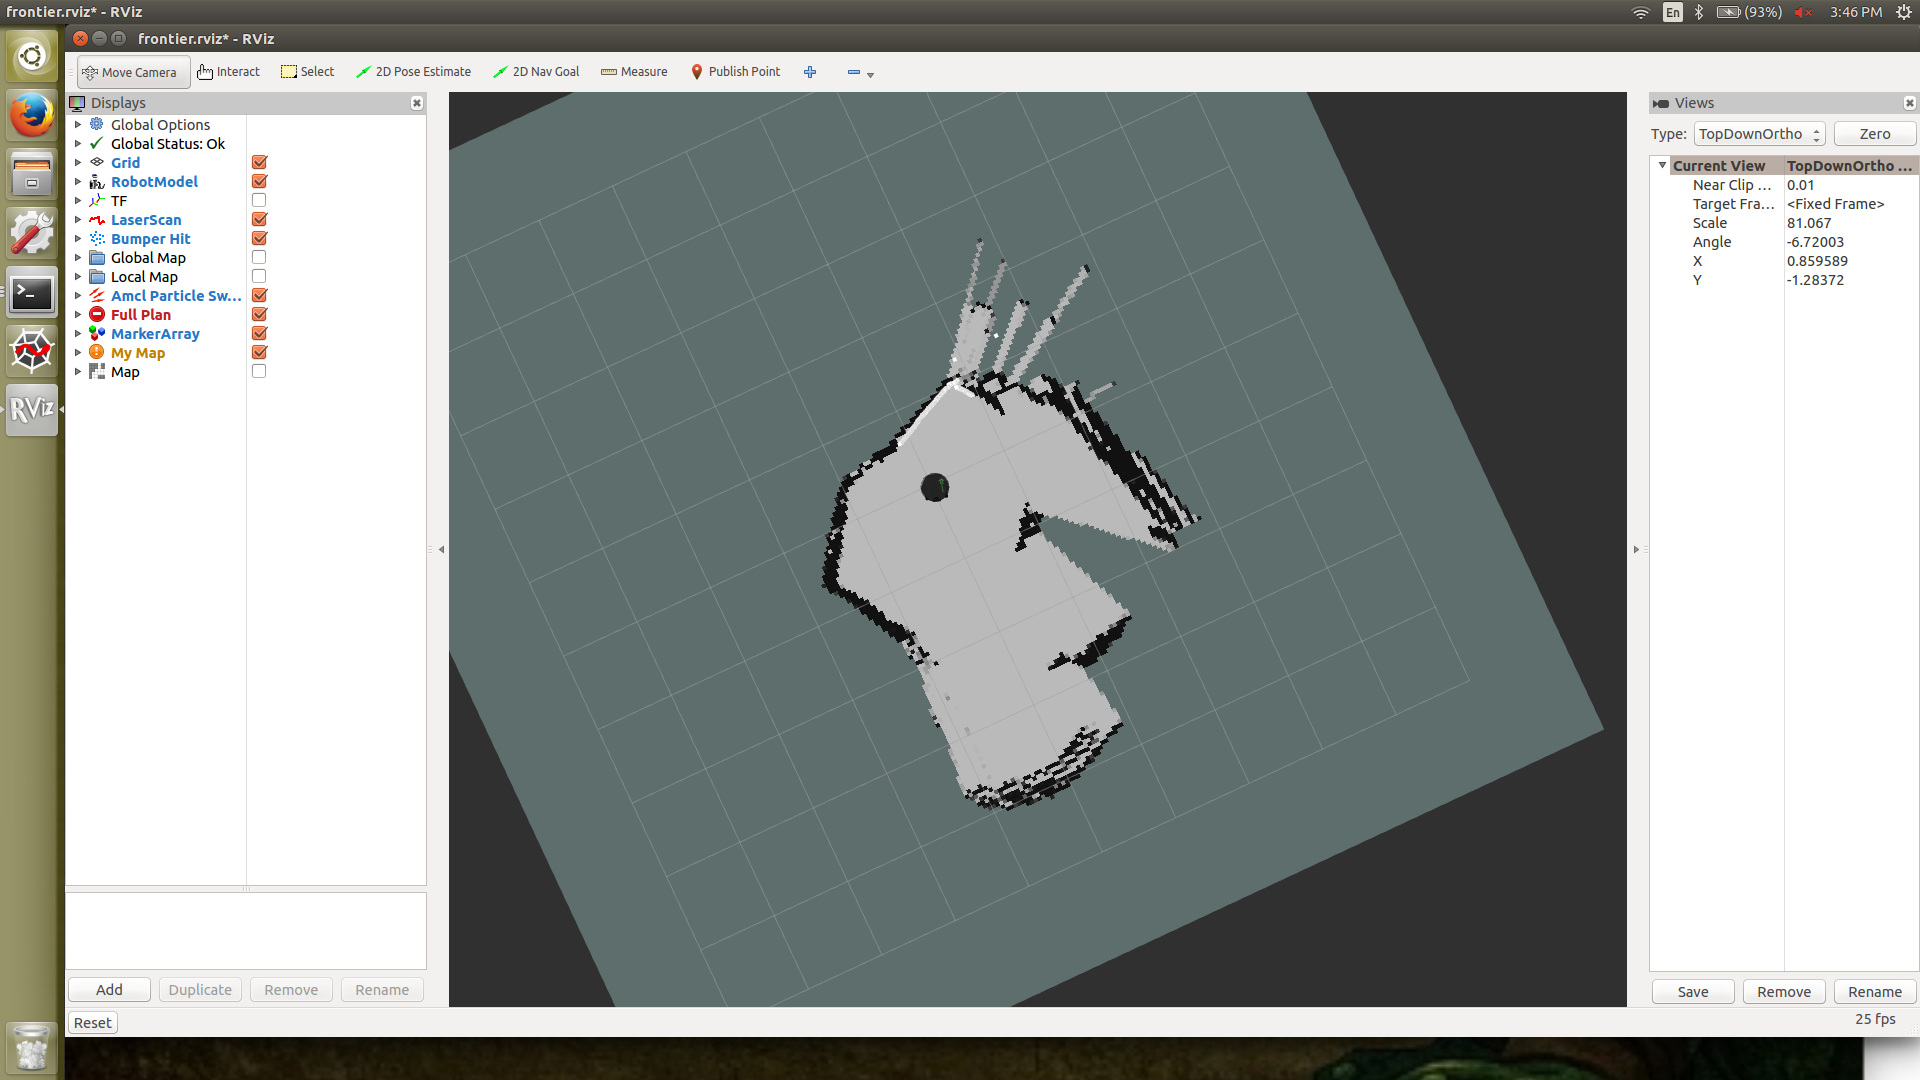 frontier.rviz* - RViz
En
(93%)
3:46 PM
frontier.rviz* - RViz
Move Camera
Interact
Select
2D Pose Estimate
2D Nav Goal
Measure
Publish Point
Displays
Global Options
Global Status: Ok
Grid
RobotModel
TF
LaserScan
Bumper Hit
Global Map
Local Map
Amcl Particle Sw...
Full Plan
MarkerArray
My Map
Map
Add
Duplicate
Remove
Rename
Reset
RViz
Views
Type:
TopDownOrtho
Zero
Current View
TopDownOrtho ...
Near Clip ...
0.01
Target Fra...
<Fixed Frame>
Scale
81.067
Angle
-6.72003
X
0.859589
Y
-1.28372
Save
Remove
Rename
25 fps